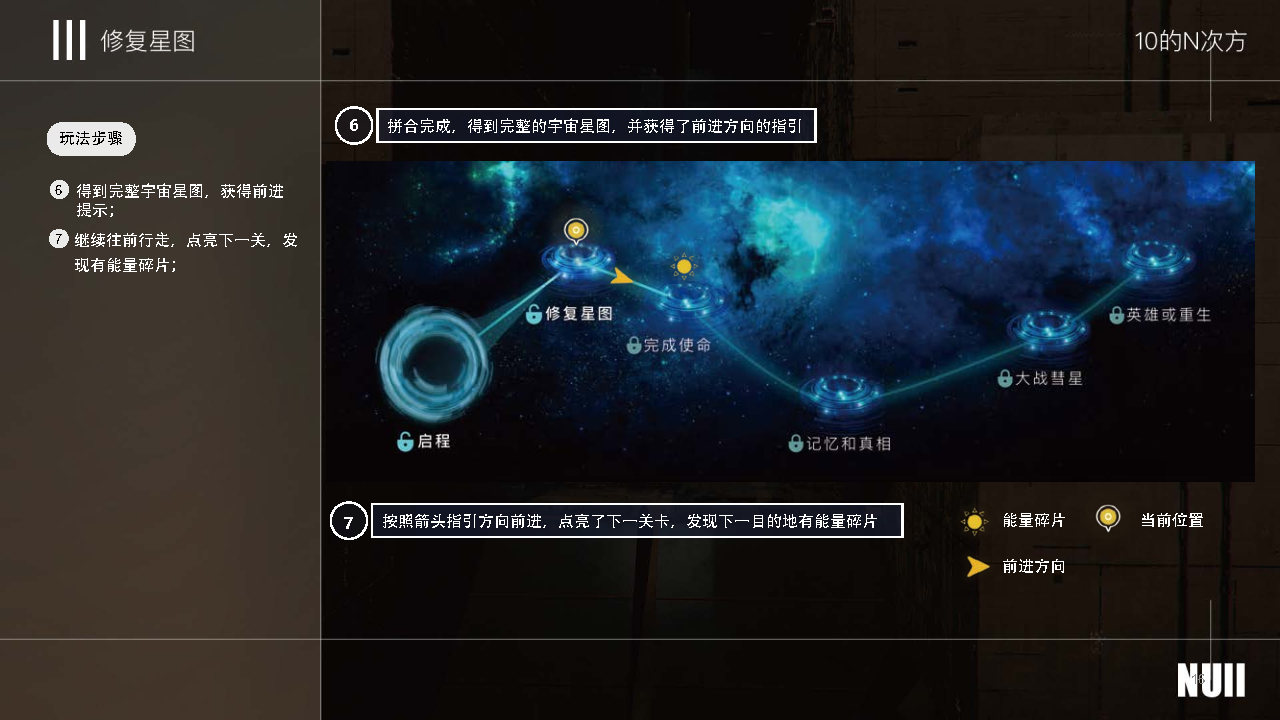 修复星图
10的N次方
玩法步骤
6 得到完整宇宙星图，获得前进
提示；
7 继续往前行走，点亮下一关，发
现有能量碎片；
6 拼合完成，得到完整的宇宙星图，并获得了前进方向的指引
修复星图
完成使命
启程
记忆和真相
大战彗星
英雄或重生
7 按照箭头指引方向前进，点亮了下一关卡，发现下一目的地有能量碎片
能量碎片
当前位置
前进方向
NUII